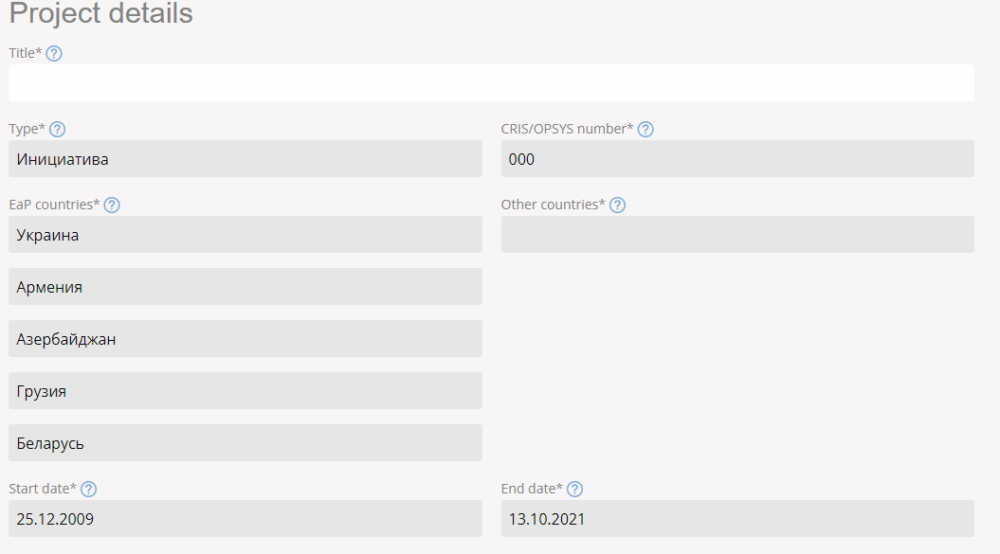 Project details
Title* ?
Type* ?
CRIS/OPSYS number* ?
Инициатива
000
EaP countries* ?
Other countries* ?
Украина
Армения
Азербайджан
Грузия
Беларусь
Start date* ?
End date* ?
25.12.2009
13.10.2021